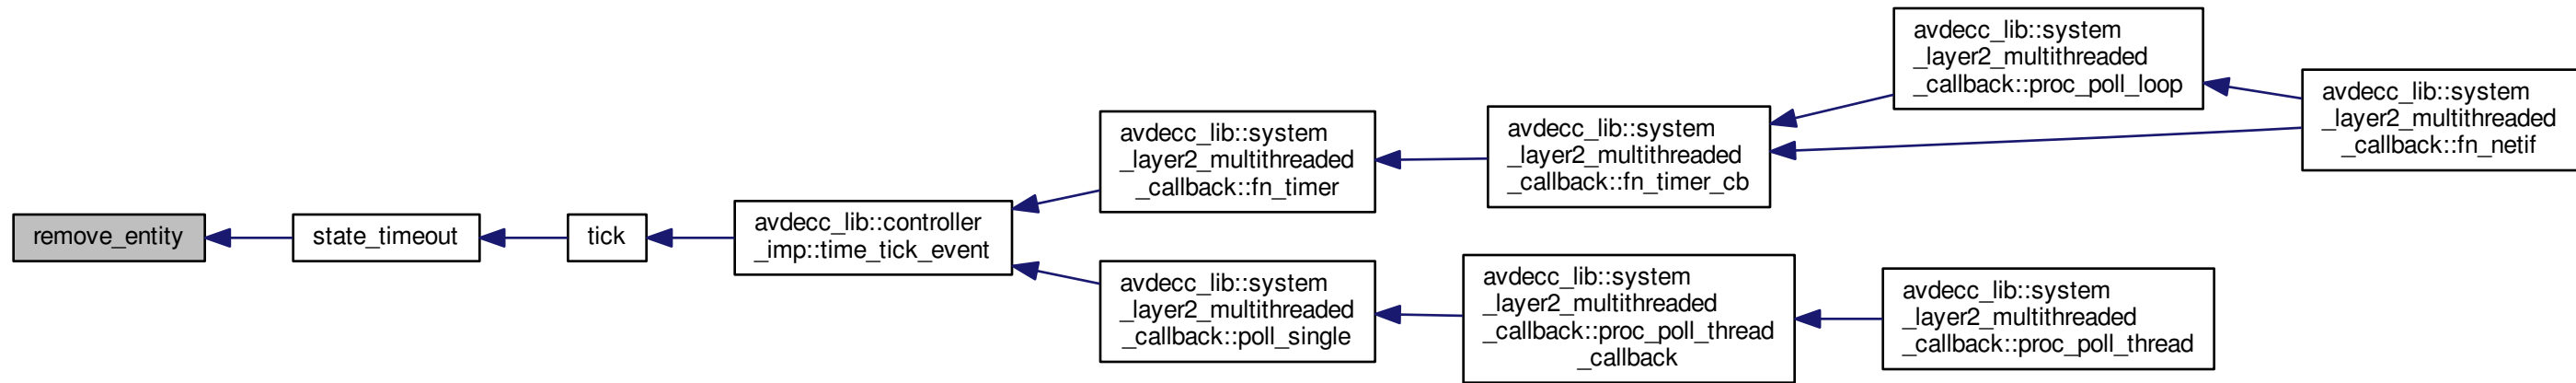 remove_entity
state_timeout
tick
avdecc_lib::controller
_imp::time_tick_event
avdecc_lib::system
_layer2_multithreaded
_callback::fn_timer
avdecc_lib::system
_layer2_multithreaded
_callback::fn_timer_cb
avdecc_lib::system
_layer2_multithreaded
_callback::proc_poll_loop
avdecc_lib::system
_layer2_multithreaded
_callback::fn_netif
avdecc_lib::system
_layer2_multithreaded
_callback::poll_single
avdecc_lib::system
_layer2_multithreaded
_callback::proc_poll_thread
_callback
avdecc_lib::system
_layer2_multithreaded
_callback::proc_poll_thread